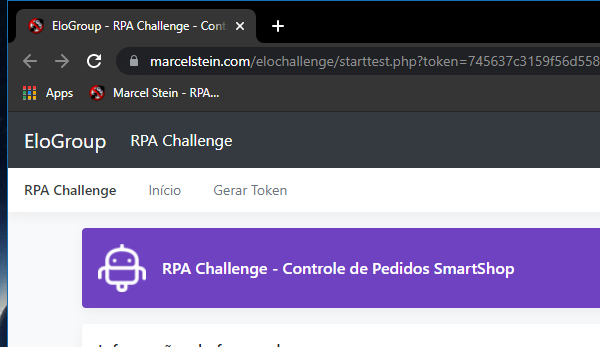 EloGroup - RPA Challenge - Cont
marcelstein.com/elochallenge/starttest.php?token=745637c3159f56d558
Apps
Marcel Stein - RPA...
EloGroup
RPA Challenge
RPA Challenge
Início
Gerar Token
RPA Challenge - Controle de Pedidos SmartShop